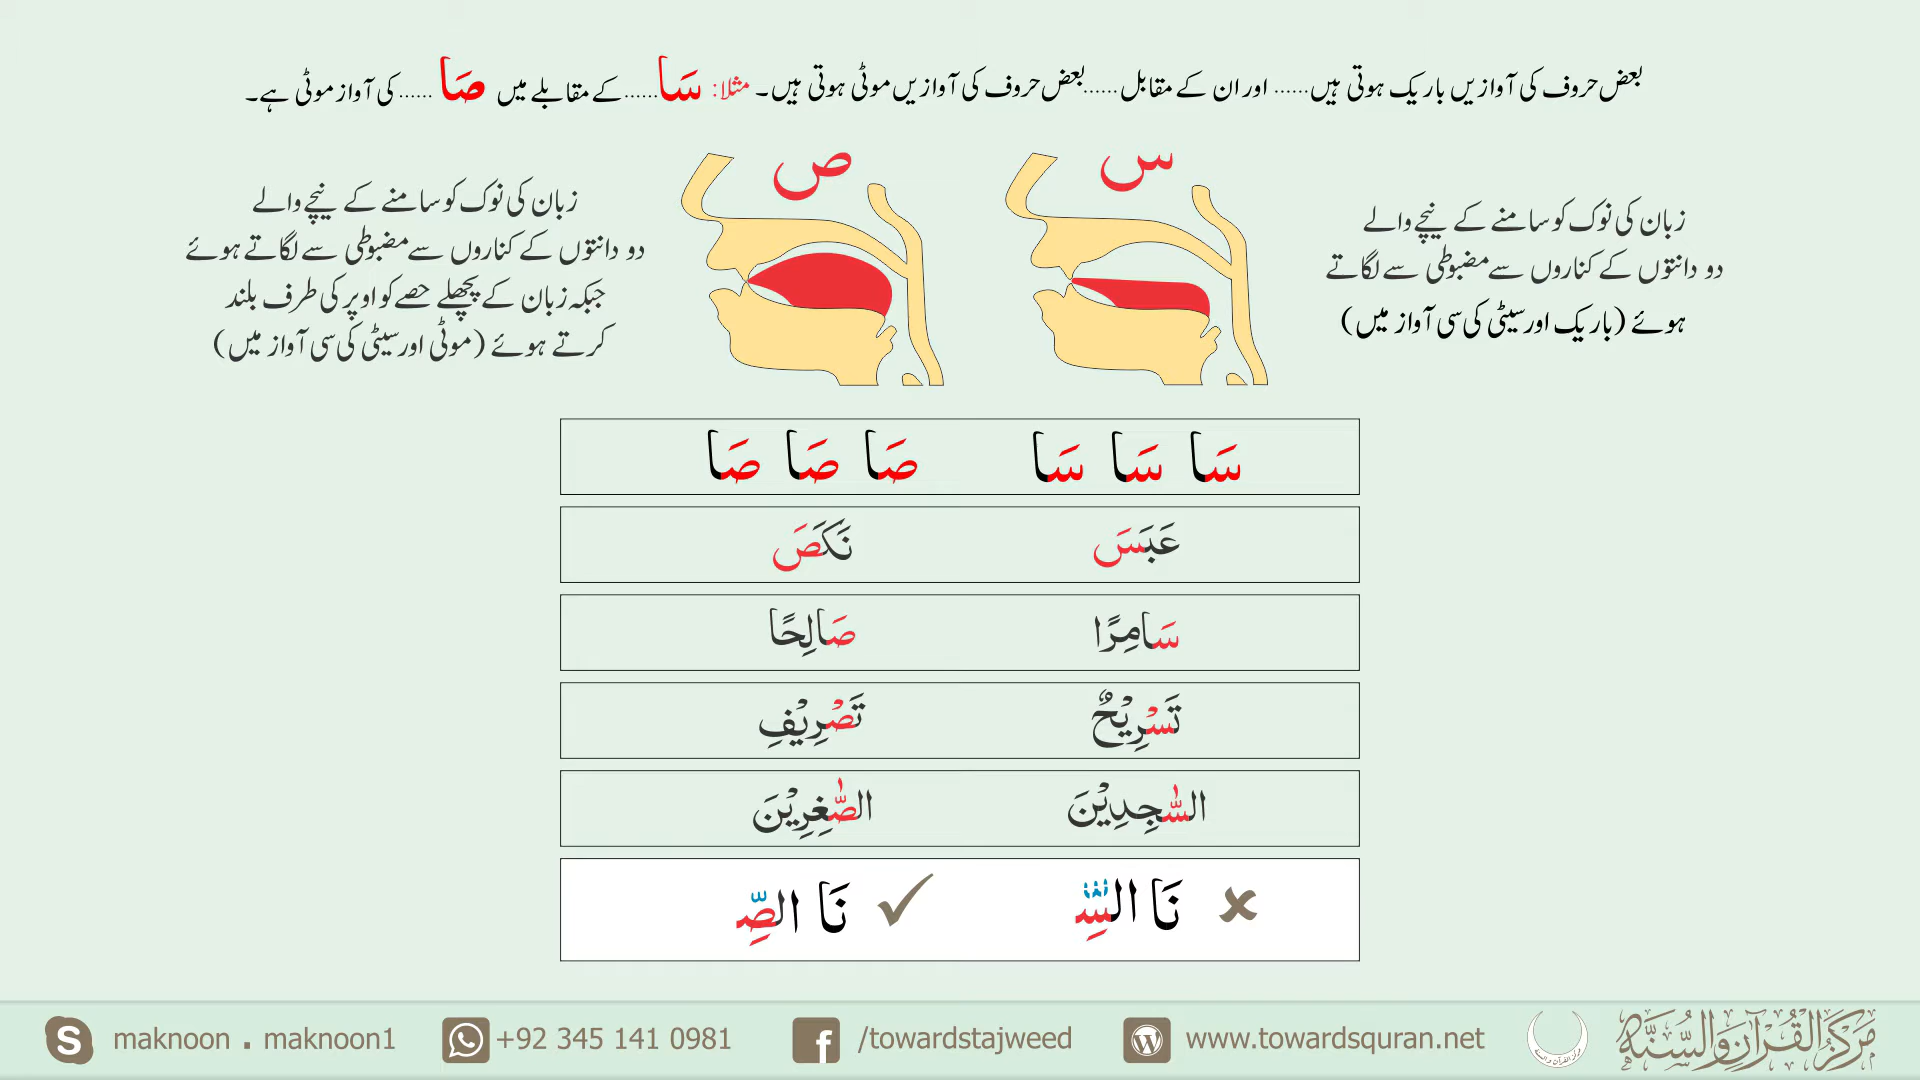 بعض حروف کی آوازیں باریک ہوتی ہیں...... اور ان کے مقابل ......بعض حروف کی آوازیں موٹی ہوتی ہیں۔ مثلا: سَا......کے مقابلے میں صَا ...... کی آواز موٹی ہے۔
س
زبان کی نوک کو سامنے کے نیچے والے
دو دانتوں کے کناروں سے مضبوطی سے لگاتے
ہوئے (باریک اور سیٹی کی سی آواز میں)
ص
زبان کی نوک کو سامنے کے نیچے والے
دو دانتوں کے کناروں سے مضبوطی سے لگاتے ہوئے
جبکہ زبان کے پچھلے حصے کو اوپر کی طرف بلند
کرتے ہوئے (موٹی اور سیٹی کی سی آواز میں)
سَا سَا سَا صَا صَا صَا
عَبَسَ نَكَصَ
سَامِرًا صَالِحًا
تَسْرِيْحٌ تَصْرِيْفِ
السّٰجِدِيْنَ الصّٰغِرِيْنَ
✘ نَا السِّ ✓ نَا الصِّ
maknoon . maknoon1 +92 345 141 0981 /towardstajweed www.towardsquran.net مرکز القرآن والسنہ مَرْكَزُ الْقُرْآنِ وَالسُّنَّة